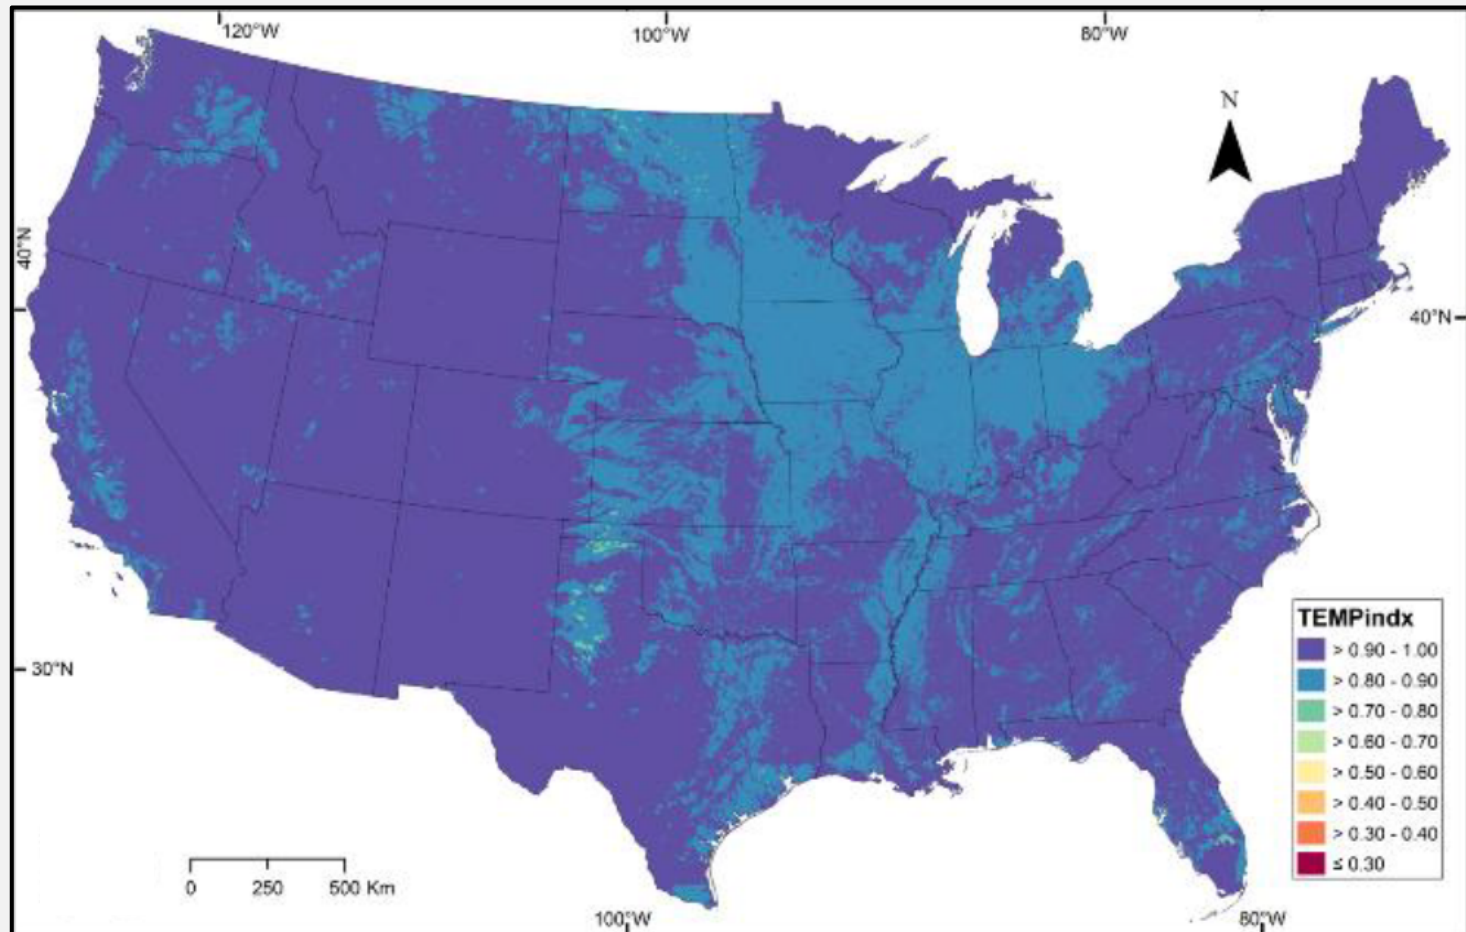 120°W
100°W
80°W
N
40°N
40°N
30°N
TEMPindx
> 0.90 - 1.00
> 0.80 - 0.90
> 0.70 - 0.80
> 0.60 - 0.70
> 0.50 - 0.60
> 0.40 - 0.50
> 0.30 - 0.40
≤ 0.30
0 250 500 Km
100°W
80°W